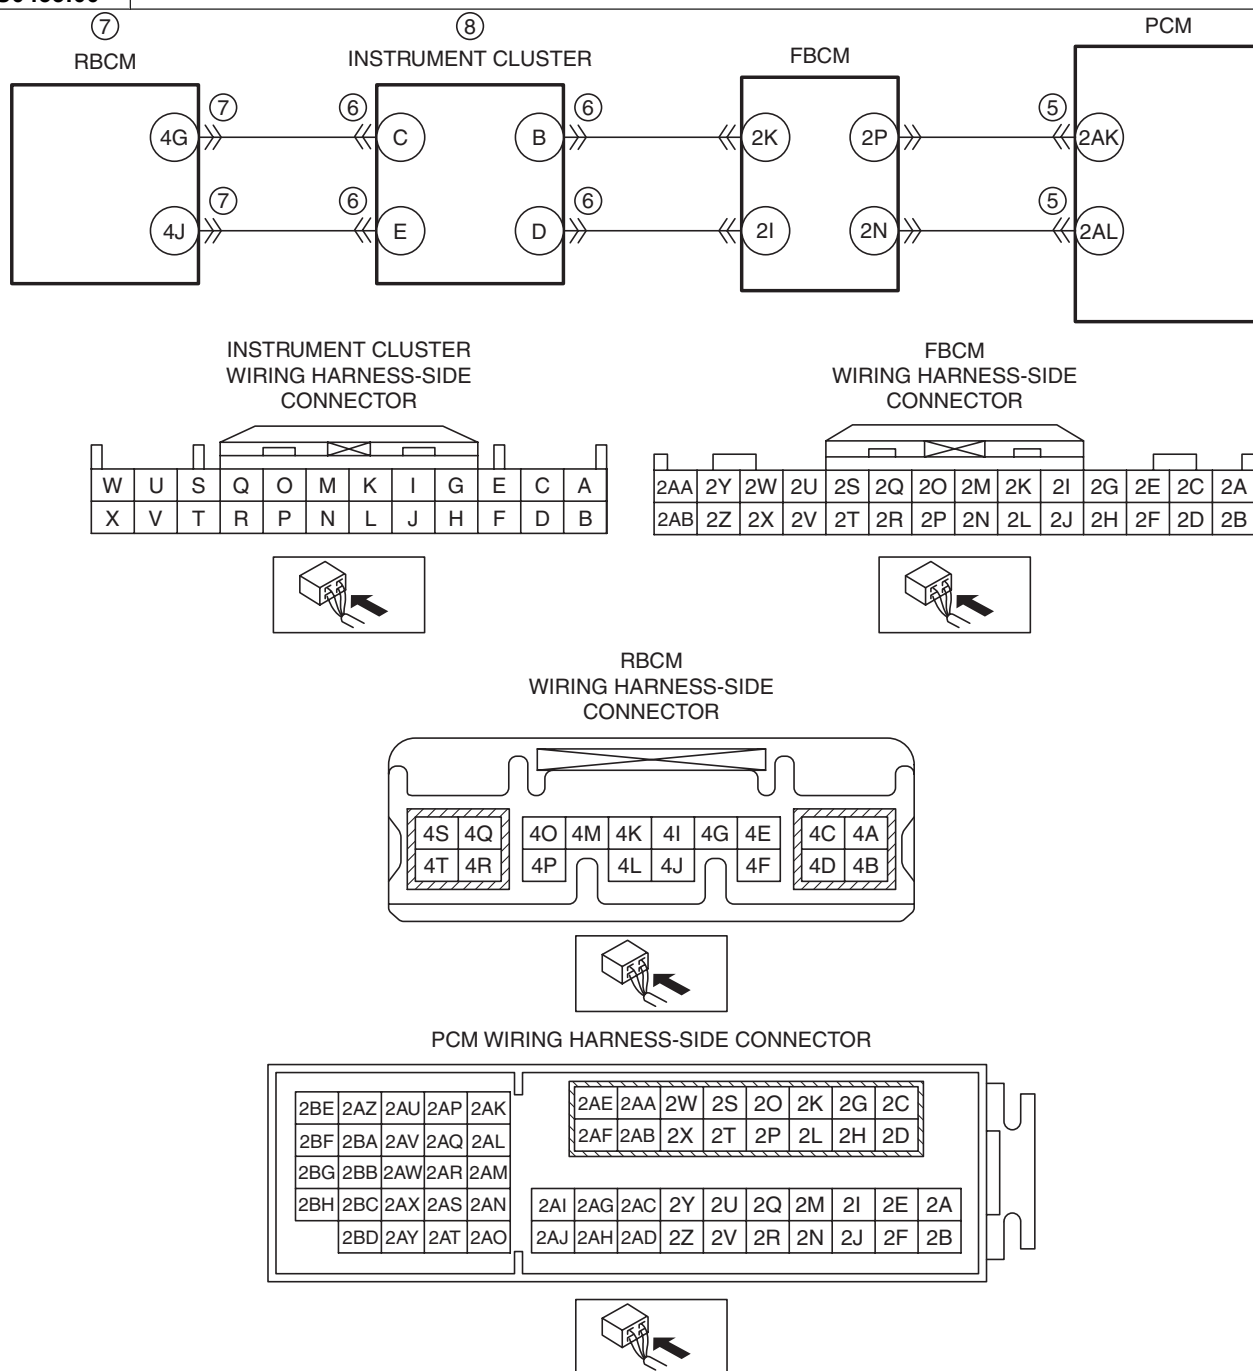 ⑦ ⑧ PCM
RBCM INSTRUMENT CLUSTER FBCM
⑦ ⑥ ⑥ ⑤
4G C B 2K 2P 2AK
⑦ ⑥ ⑥ ⑤
4J E D 2I 2N 2AL
INSTRUMENT CLUSTER
WIRING HARNESS-SIDE
CONNECTOR
W U S Q O M K I G E C A
X V T R P N L J H F D B
FBCM
WIRING HARNESS-SIDE
CONNECTOR
2AA 2Y 2W 2U 2S 2Q 2O 2M 2K 2I 2G 2E 2C 2A
2AB 2Z 2X 2V 2T 2R 2P 2N 2L 2J 2H 2F 2D 2B
RBCM
WIRING HARNESS-SIDE
CONNECTOR
4S 4Q 4O 4M 4K 4I 4G 4E 4C 4A
4T 4R 4P 4L 4J 4F 4D 4B
PCM WIRING HARNESS-SIDE CONNECTOR
2BE 2AZ 2AU 2AP 2AK
2BF 2BA 2AV 2AQ 2AL
2BG 2BB 2AW 2AR 2AM
2BH 2BC 2AX 2AS 2AN
2BD 2AY 2AT 2AO
2AE 2AA 2W 2S 2O 2K 2G 2C
2AF 2AB 2X 2T 2P 2L 2H 2D
2AI 2AG 2AC 2Y 2U 2Q 2M 2I 2E 2A
2AJ 2AH 2AD 2Z 2V 2R 2N 2J 2F 2B